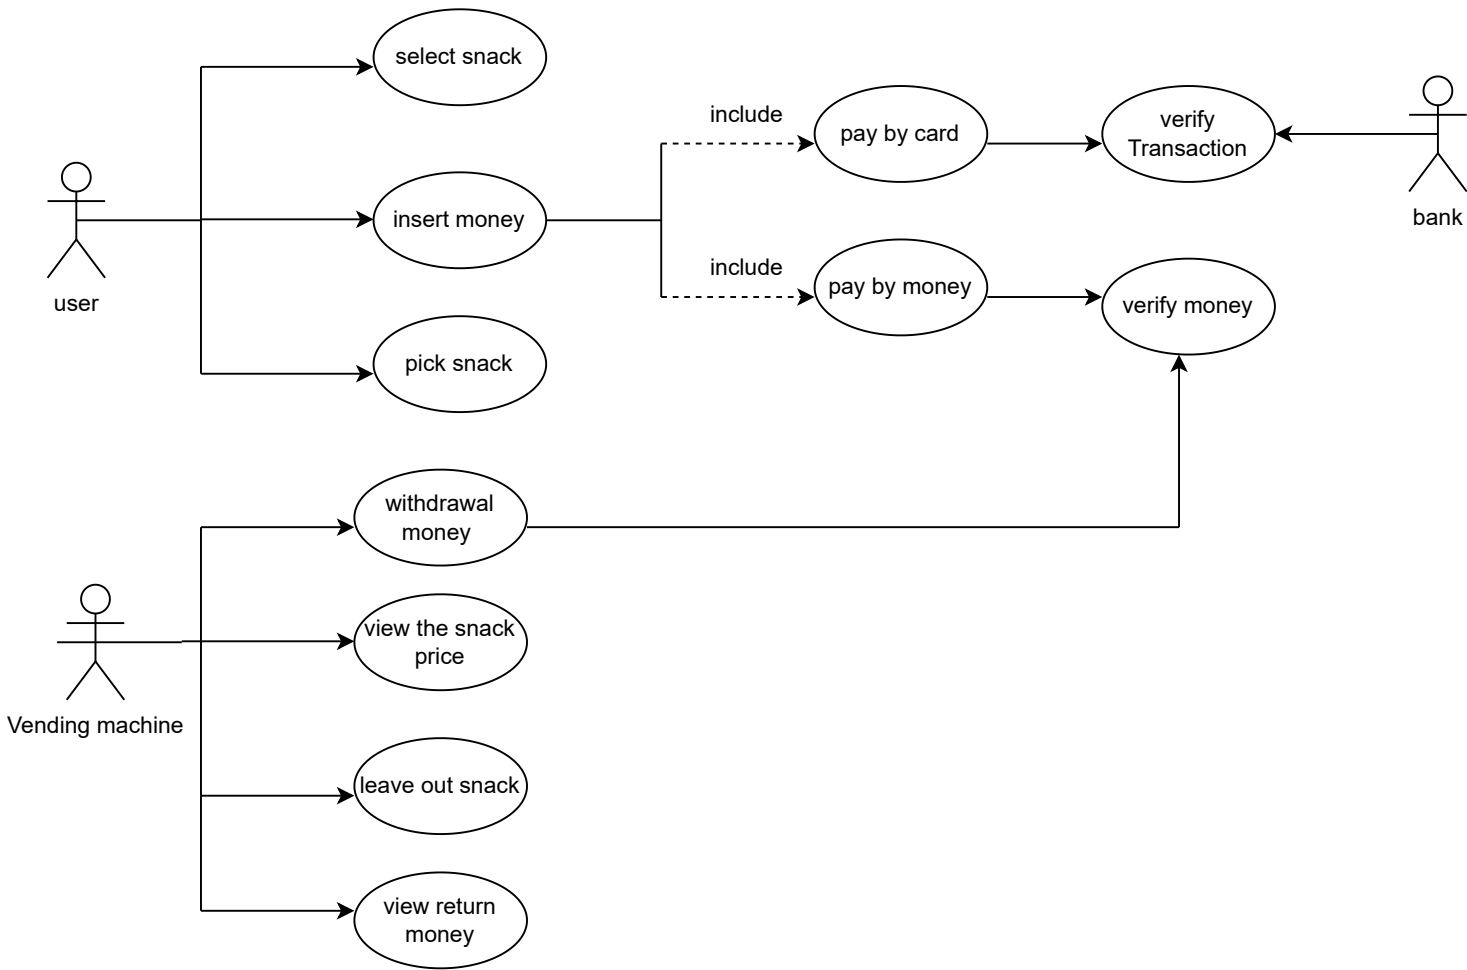 select snack
include
pay by card
verify
Transaction
bank
insert money
user
include
pay by money
verify money
pick snack
withdrawal
money
view the snack
price
Vending machine
leave out snack
view return
money